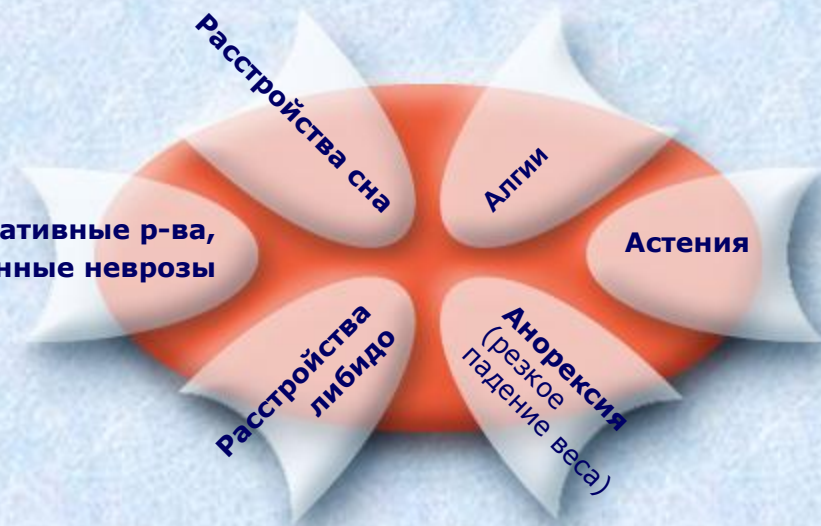 Расстройства сна
Алгии
ативные р-ва,
нные неврозы
Астения
Расстройства
либидо
Анорексия
(резкое
падение веса)